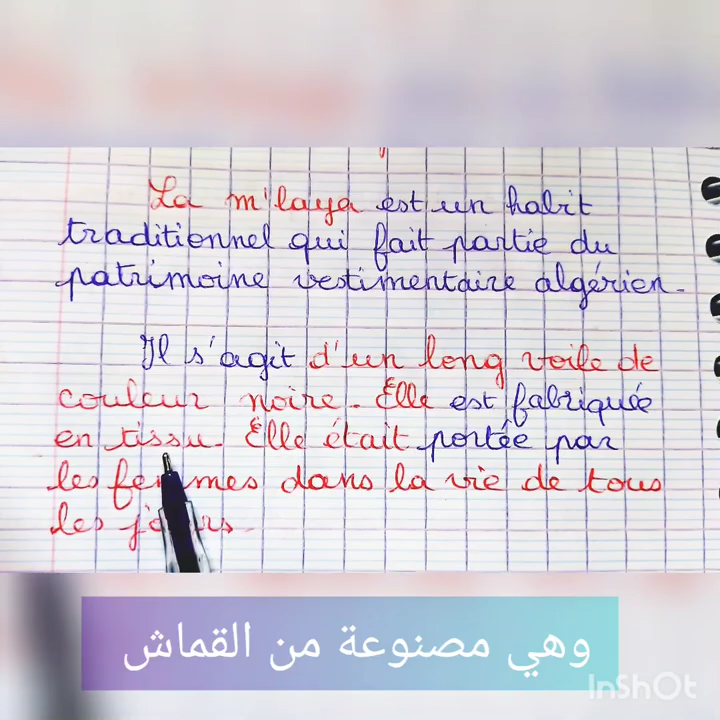 La m'laya est un habit
traditionnel qui fait partie du
patrimoine vestimentaire algérien.
Il s'agit d'un long voile de
couleur noire. Elle est fabriquée
en tissu. Elle était portée par
les femmes dans la vie de tous
les jours.
وهي مصنوعة من القماش
InShOt